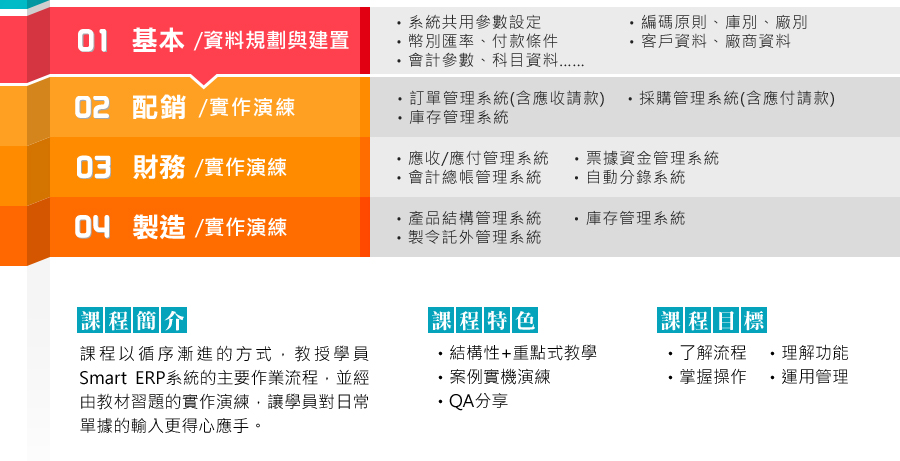 01 基本 /資料規劃與建置
・系統共用參數設定 ・編碼原則、庫別、廠別
・幣別匯率、付款條件 ・客戶資料、廠商資料
・會計參數、科目資料......
02 配銷 /實作演練
・訂單管理系統(含應收請款) ・採購管理系統(含應付請款)
・庫存管理系統
03 財務 /實作演練
・應收/應付管理系統 ・票據資金管理系統
・會計總帳管理系統 ・自動分錄系統
04 製造 /實作演練
・產品結構管理系統 ・庫存管理系統
・製令託外管理系統
課程簡介
課程以循序漸進的方式，教授學員
Smart ERP系統的主要作業流程，並經
由教材習題的實作演練，讓學員對日常
單據的輸入更得心應手。
課程特色
・結構性+重點式教學
・案例實機演練
・QA分享
課程目標
・了解流程 ・理解功能
・掌握操作 ・運用管理